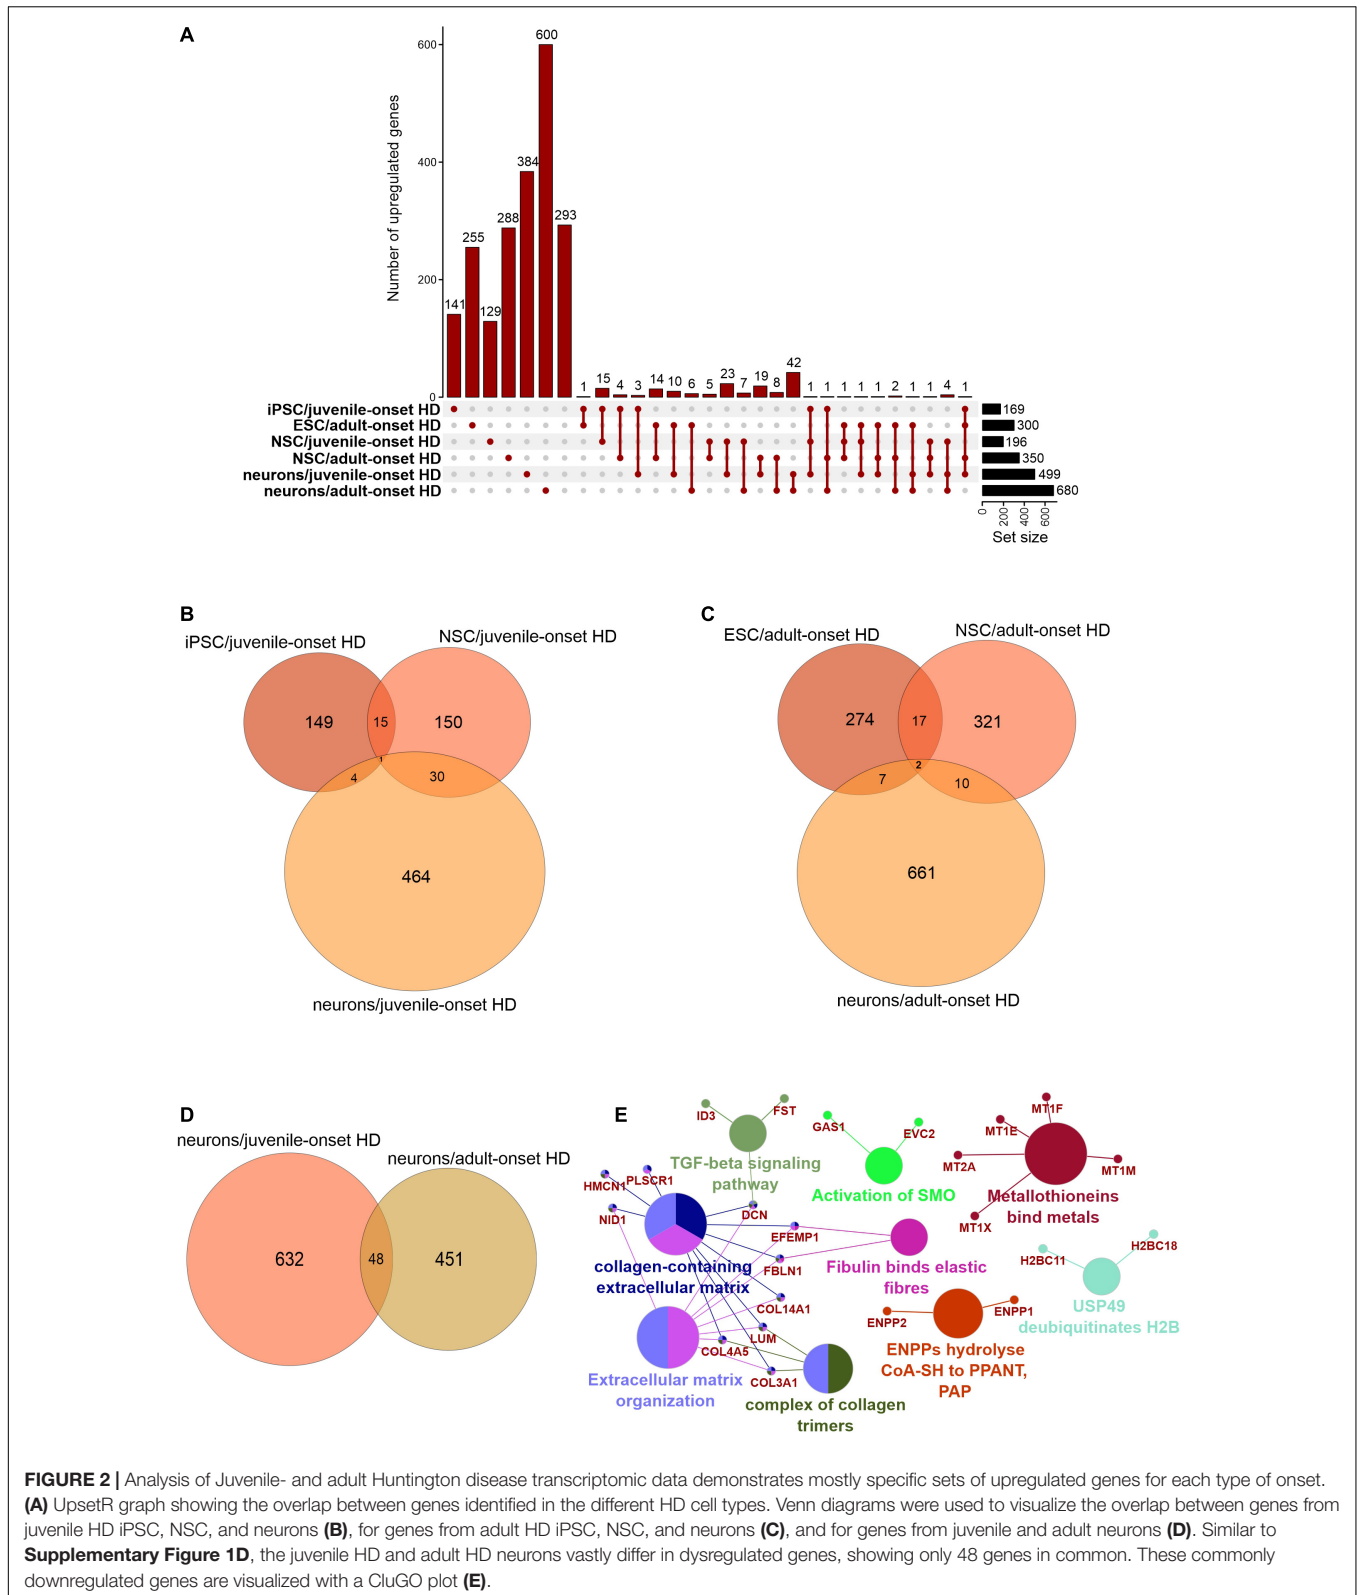 A
Number of upregulated genes
600
400
200
0
141
255
129
288
384
600
293
1
15
4
3
14
10
6
5
23
7
19
8
42
1
1
1
1
1
2
1
1
4
1
iPSC/juvenile-onset HD
ESC/adult-onset HD
NSC/juvenile-onset HD
NSC/adult-onset HD
neurons/juvenile-onset HD
neurons/adult-onset HD
169
300
196
350
499
680
0
200
400
600
Set size
B
iPSC/juvenile-onset HD
NSC/juvenile-onset HD
149
15
150
1
4
30
464
neurons/juvenile-onset HD
C
ESC/adult-onset HD
NSC/adult-onset HD
274
17
321
2
7
10
661
neurons/adult-onset HD
D
neurons/juvenile-onset HD
neurons/adult-onset HD
632
48
451
E
ID3
FST
TGF-beta signaling
pathway
GAS1
EVC2
Activation of SMO
MT1F
MT1E
MT2A
MT1M
MT1X
Metallothioneins
bind metals
HMCN1
PLSCR1
NID1
DCN
EFEMP1
FBLN1
collagen-containing
extracellular matrix
Fibulin binds elastic
fibres
H2BC11
H2BC18
USP49
deubiquitinates H2B
COL14A1
LUM
COL4A5
COL3A1
Extracellular matrix
organization
complex of collagen
trimers
ENPP2
ENPP1
ENPPs hydrolyse
CoA-SH to PPANT,
PAP
FIGURE 2 | Analysis of Juvenile- and adult Huntington disease transcriptomic data demonstrates mostly specific sets of upregulated genes for each type of onset.
(A) UpsetR graph showing the overlap between genes identified in the different HD cell types. Venn diagrams were used to visualize the overlap between genes from
juvenile HD iPSC, NSC, and neurons (B), for genes from adult HD iPSC, NSC, and neurons (C), and for genes from juvenile and adult neurons (D). Similar to
Supplementary Figure 1D, the juvenile HD and adult HD neurons vastly differ in dysregulated genes, showing only 48 genes in common. These commonly
downregulated genes are visualized with a CluGO plot (E).